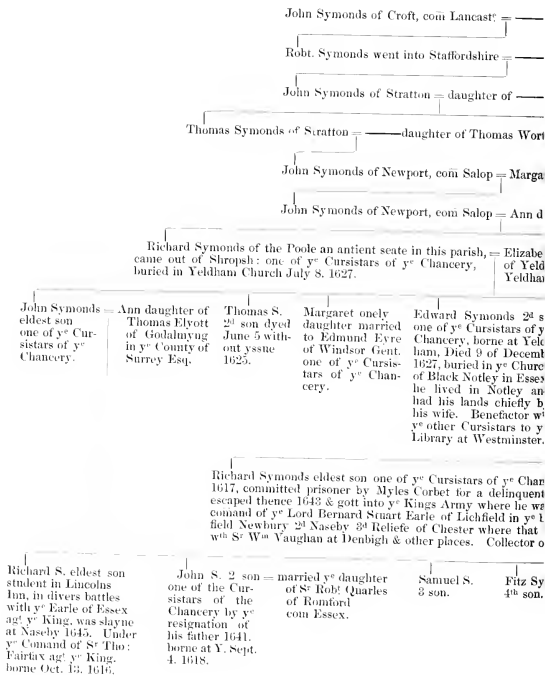 John Symonds of Croft, com Lancastr = ——
Robt. Symonds went into Staffordshire = ——
John Symonds of Stratton = daughter of ——
Thomas Symonds of Stratton = ——daughter of Thomas Wort
John Symonds of Newport, com Salop = Marga
John Symonds of Newport, com Salop = Ann d
Richard Symonds of the Poole an antient seate in this parish, =
came out of Shropsh: one of ye Cursistars of ye Chancery,
buried in Yeldham Church July 8. 1627.
Elizabe
of Yeld
Yeldha
John Symonds =
eldest son
one of ye Cur-
sistars of ye
Chancery.
Ann daughter of
Thomas Elyott
of Godalmyug
in ye County of
Surrey Esq.
Thomas S.
2d son dyed
June 5 with-
out yssue
1625.
Margaret onely
daughter married
to Edmund Eyre
of Windsor Gent.
one of ye Cursis-
tars of ye Chan-
cery.
Edward Symonds 2d s
one of ye Cursistars of y
Chancery, borne at Yeld
ham, Died 9 of Decemb
1627, buried in ye Churc
of Black Notley in Essex
he lived in Notley an
had his lands chiefly b
his wife. Benefactor wt
ye other Cursistars to y
Library at Westminster.
Richard Symonds eldest son one of ye Cursistars of ye Chan
1617, committed prisoner by Myles Corbet for a delinquent
escaped thence 1643 & gott into ye Kings Army where he wa
comand of ye Lord Bernard Stuart Earle of Lichfield in ye
field Newbury 2d Naseby 3d Reliefe of Chester where that
wth Sr Wm Vaughan at Denbigh & other places. Collector o
Richard S. eldest son
student in Lincolns
Inn, in divers battles
with ye Earle of Essex
agt ye King, was slayne
at Naseby 1645. Under
ye Comand of Sr Tho:
Fairfax agt ye King.
borne Oct. 13. 1616.
John S. 2 son =
one of the Cur-
sistars of the
Chancery by ye
resignation of
his father 1641.
borne at Y. Sept.
4. 1618.
married ye daughter
of Sr Robt Quarles
of Romford
com Essex.
Samuel S.
3 son.
Fitz Sy
4th son.